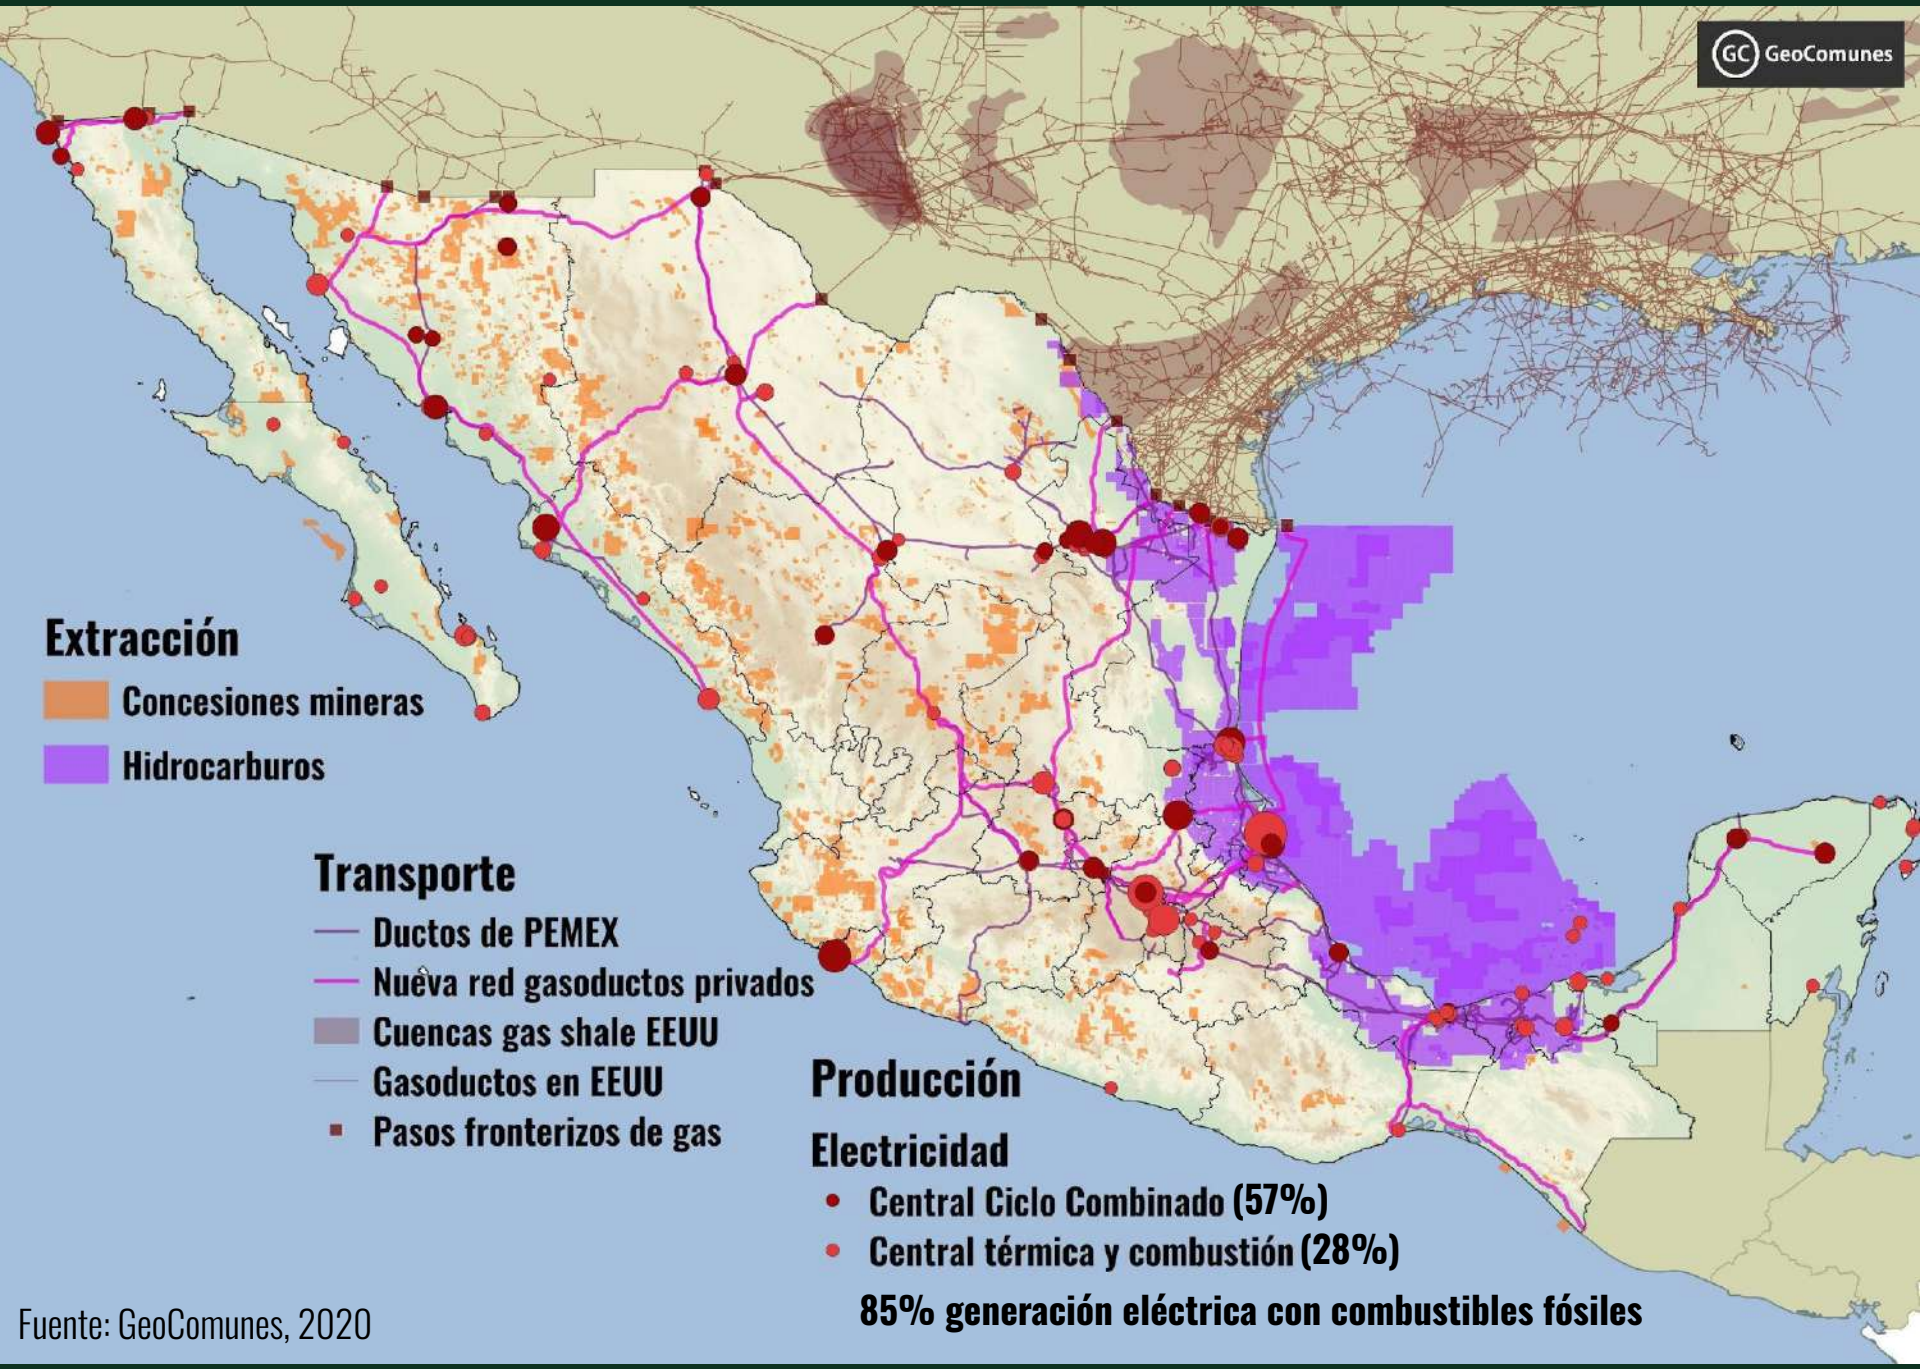 GC GeoComunes
Extracción
Concesiones mineras
Hidrocarburos
Transporte
Ductos de PEMEX
Nueva red gasoductos privados
Cuencas gas shale EEUU
Gasoductos en EEUU
Pasos fronterizos de gas
Producción
Electricidad
Central Ciclo Combinado (57%)
Central térmica y combustión (28%)
85% generación eléctrica con combustibles fósiles
Fuente: GeoComunes, 2020